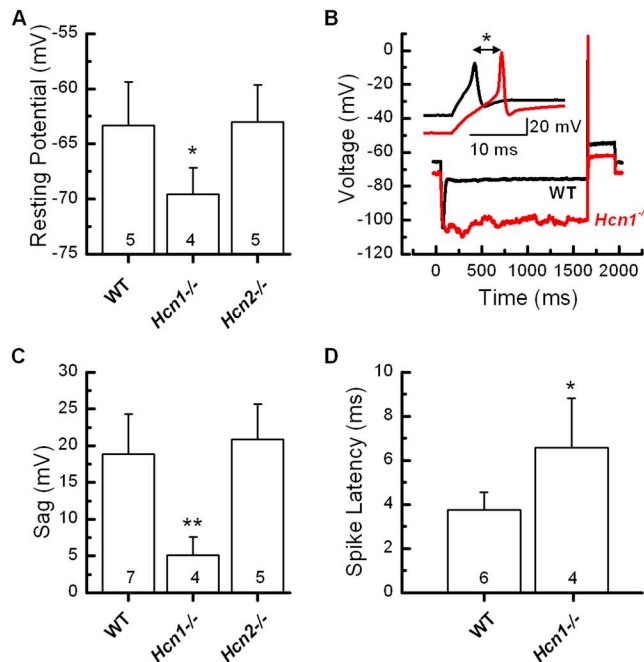 A
Resting Potential (mV)
-55
-60
-65
-70
-75
*
5
4
5
WT
Hcn1-/-
Hcn2-/-
B
Voltage (mV)
0
-20
-40
-60
-80
-100
-120
*
20 mV
10 ms
WT
Hcn1-/-
0
500
1000
1500
2000
Time (ms)
C
Sag (mV)
30
25
20
15
10
5
0
**
7
4
5
WT
Hcn1-/-
Hcn2-/-
D
Spike Latency (ms)
10
8
6
4
2
0
*
6
4
WT
Hcn1-/-